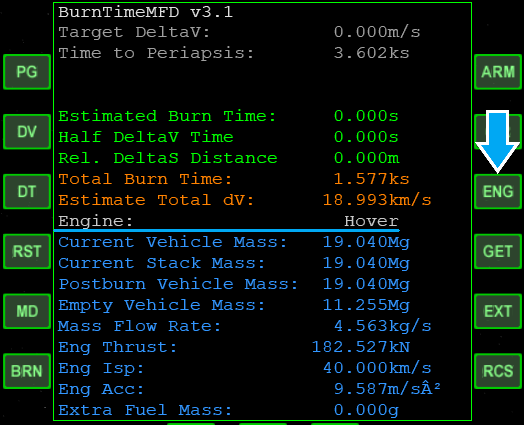 BurnTimeMFD v3.1
Target DeltaV: 0.000m/s
Time to Periapsis: 3.602ks
PG
ARM
Estimated Burn Time: 0.000s
DV
Half DeltaV Time 0.000s
Rel. DeltaS Distance 0.000m
Total Burn Time: 1.577ks
DT
ENG
Estimate Total dV: 18.993km/s
Engine: Hover
Current Vehicle Mass: 19.040Mg
RST
GET
Current Stack Mass: 19.040Mg
Postburn Vehicle Mass: 19.040Mg
Empty Vehicle Mass: 11.255Mg
MD
EXT
Mass Flow Rate: 4.563kg/s
Eng Thrust: 182.527kN
BRN
RCS
Eng Isp: 40.000km/s
Eng Acc: 9.587m/sÂ²
Extra Fuel Mass: 0.000g